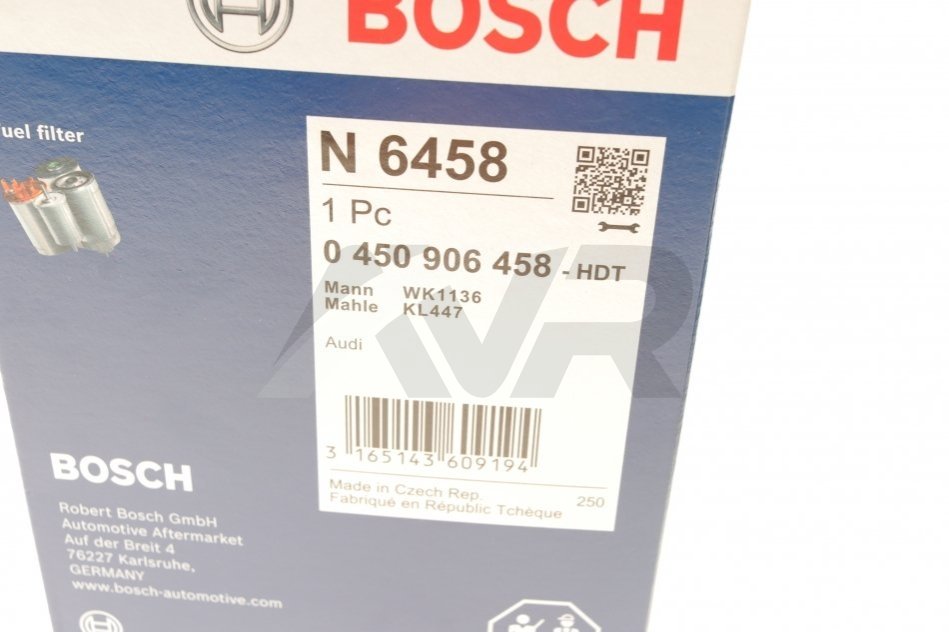 BOSCH
uel filter
N 6458
1 Pc
0 450 906 458 - HDT
Mann WK1136
Mahle KL447
Audi
3 165143 609194
Made in Czech Rep.
Fabriqué en Républic Tchèque
250
BOSCH
Robert Bosch GmbH
Automotive Aftermarket
Auf der Breit 4
76227 Karlsruhe,
GERMANY
www.bosch-automotive.com
AVR